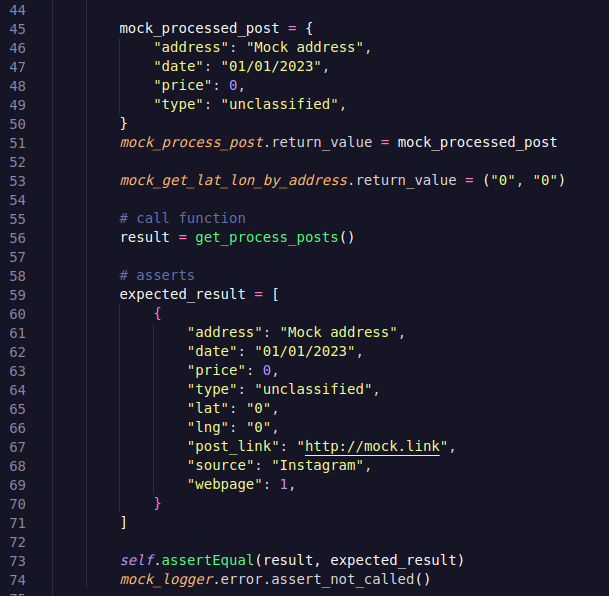 44
45 mock_processed_post = {
46 "address": "Mock address",
47 "date": "01/01/2023",
48 "price": 0,
49 "type": "unclassified",
50 }
51 mock_process_post.return_value = mock_processed_post
52
53 mock_get_lat_lon_by_address.return_value = ("0", "0")
54
55 # call function
56 result = get_process_posts()
57
58 # asserts
59 expected_result = [
60 {
61 "address": "Mock address",
62 "date": "01/01/2023",
63 "price": 0,
64 "type": "unclassified",
65 "lat": "0",
66 "lng": "0",
67 "post_link": "http://mock.link",
68 "source": "Instagram",
69 "webpage": 1,
70 }
71 ]
72
73 self.assertEqual(result, expected_result)
74 mock_logger.error.assert_not_called()